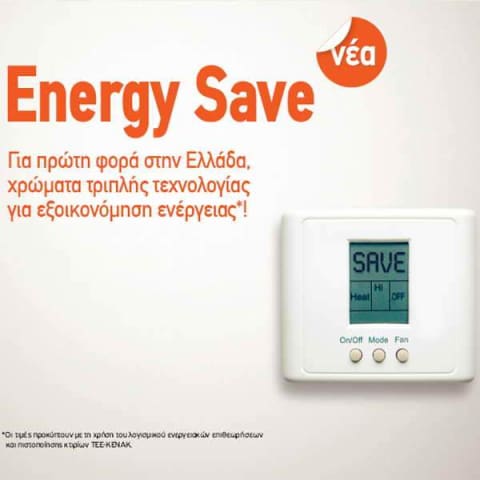 νέα
Energy Save
Για πρώτη φορά στην Ελλάδα,
χρώματα τριπλής τεχνολογίας
για εξοικονόμηση ενέργειας*!
SAVE
Heat Hi OFF
On/Off Mode Fan
*Οι τιμές προκύπτουν με τη χρήση του λογισμικού ενεργειακών επιθεωρήσεων
και πιστοποίησης κτιρίων ΤΕΕ-ΚΕΝΑΚ.